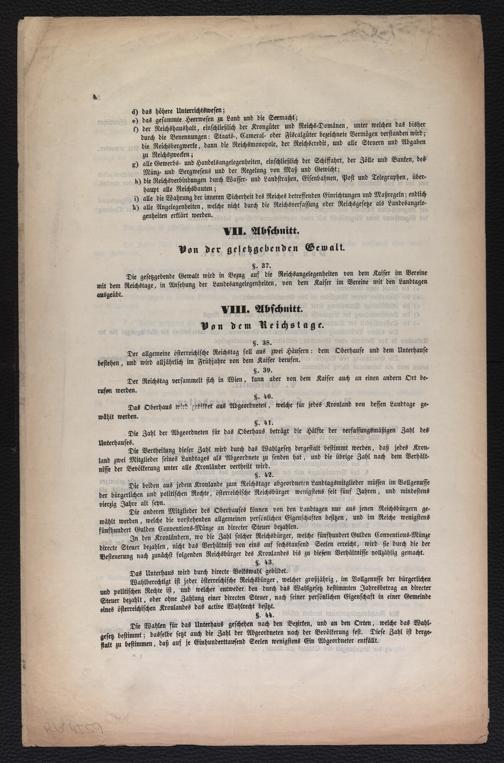 4.
d) das höhere Unterrichtswesen;
e) das gesammte Heerwesen zu Land und die Seemacht;
f) der Reichshaushalt, einschließlich der Krongüter und Reichs-Domänen, unter welchen das bisher
durch die Benennungen: Staats-, Cameral- oder Fiscalgüter bezeichnete Vermögen verstanden wird;
die Reichsbergwerke, dann die Reichsmonopole, der Reichscredit, und alle Steuern und Abgaben
zu Reichszwecken;
g) alle Gewerbs- und Handelsangelegenheiten, einschließlich der Schiffahrt, der Zölle und Banken, des
Münz- und Bergwesens und der Regelung von Maß und Gewicht;
h) die Reichsverbindungen durch Wasser- und Landstraßen, Eisenbahnen, Post und Telegraphen, über-
haupt alle Reichsbauten;
i) alle die Wahrung der inneren Sicherheit des Reiches betreffenden Einrichtungen und Maßregeln; endlich
k) alle Angelegenheiten, welche nicht durch die Reichsverfassung oder Reichsgesetze als Landesangele-
genheiten erklärt werden.
VII. Abschnitt.
Von der gesetzgebenden Gewalt.
§. 37.
Die gesetzgebende Gewalt wird in Bezug auf die Reichsangelegenheiten von dem Kaiser im Vereine
mit dem Reichstage, in Ansehung der Landesangelegenheiten, von dem Kaiser im Vereine mit den Landtagen
ausgeübt.
VIII. Abschnitt.
Von dem Reichstage.
§. 38.
Der allgemeine österreichische Reichstag soll aus zwei Häusern: dem Oberhause und dem Unterhause
bestehen, und wird alljährlich im Frühjahre von dem Kaiser berufen.
§. 39.
Der Reichstag versammelt sich in Wien, kann aber von dem Kaiser auch an einen andern Ort be-
rufen werden.
§. 40.
Das Oberhaus wird gebildet aus Abgeordneten, welche für jedes Kronland von dessen Landtage ge-
wählt werden.
§. 41.
Die Zahl der Abgeordneten für das Oberhaus beträgt die Hälfte der verfassungsmäßigen Zahl des
Unterhauses.
Die Vertheilung dieser Zahl wird durch das Wahlgesetz dergestalt bestimmt werden, daß jedes Kron-
land zwei Mitglieder seines Landtages als Abgeordnete zu senden hat, und die übrige Zahl nach dem Verhält-
nisse der Bevölkerung unter alle Kronländer vertheilt wird.
§. 42.
Die beiden aus jedem Kronlande zum Reichstage abgeordneten Landtagsmitglieder müssen im Vollgenusse
der bürgerlichen und politischen Rechte, österreichische Reichsbürger wenigstens seit fünf Jahren, und mindestens
vierzig Jahre alt seyn.
Die anderen Mitglieder des Oberhauses können von den Landtagen nur aus jenen Reichsbürgern ge-
wählt werden, welche die vorstehenden allgemeinen persönlichen Eigenschaften besitzen, und im Reiche wenigstens
fünfhundert Gulden Conventions-Münze an directer Steuer bezahlen.
In den Kronländern, wo die Zahl solcher Reichsbürger, welche fünfhundert Gulden Conventions-Münze
directe Steuer bezahlen, nicht das Verhältniß von eins auf sechstausend Seelen erreicht, wird sie durch die der
Besteuerung nach zunächst folgenden Reichsbürger des Kronlandes bis zu diesem Verhältnisse vollzählig gemacht.
§. 43.
Das Unterhaus wird durch directe Volkswahl gebildet.
Wahlberechtigt ist jeder österreichische Reichsbürger, welcher großjährig, im Vollgenusse der bürgerlichen
und politischen Rechte ist, und welcher entweder den durch das Wahlgesetz bestimmten Jahresbetrag an directer
Steuer bezahlt, oder ohne Zahlung einer directen Steuer, nach seiner persönlichen Eigenschaft in einer Gemeinde
eines österreichischen Kronlandes das active Wahlrecht besitzt.
§. 44.
Die Wahlen für das Unterhaus geschehen nach den Bezirken, und an den Orten, welche das Wahl-
gesetz bestimmt; dasselbe setzt auch die Zahl der Abgeordneten nach der Bevölkerung fest. Diese Zahl ist derge-
stalt zu bestimmen, daß auf je Einhunderttausend Seelen wenigstens Ein Abgeordneter entfällt.